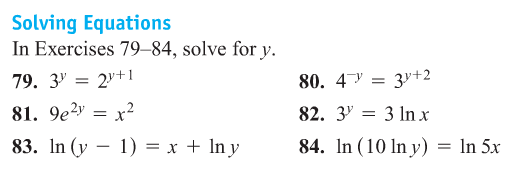 Solving Equations
In Exercises 79–84, solve for y.
79. 3^y = 2^{y+1}
80. 4^{−y} = 3^{y+2}
81. 9e^{2y} = x^2
82. 3^y = 3 ln x
83. ln (y − 1) = x + ln y
84. ln (10 ln y) = ln 5x